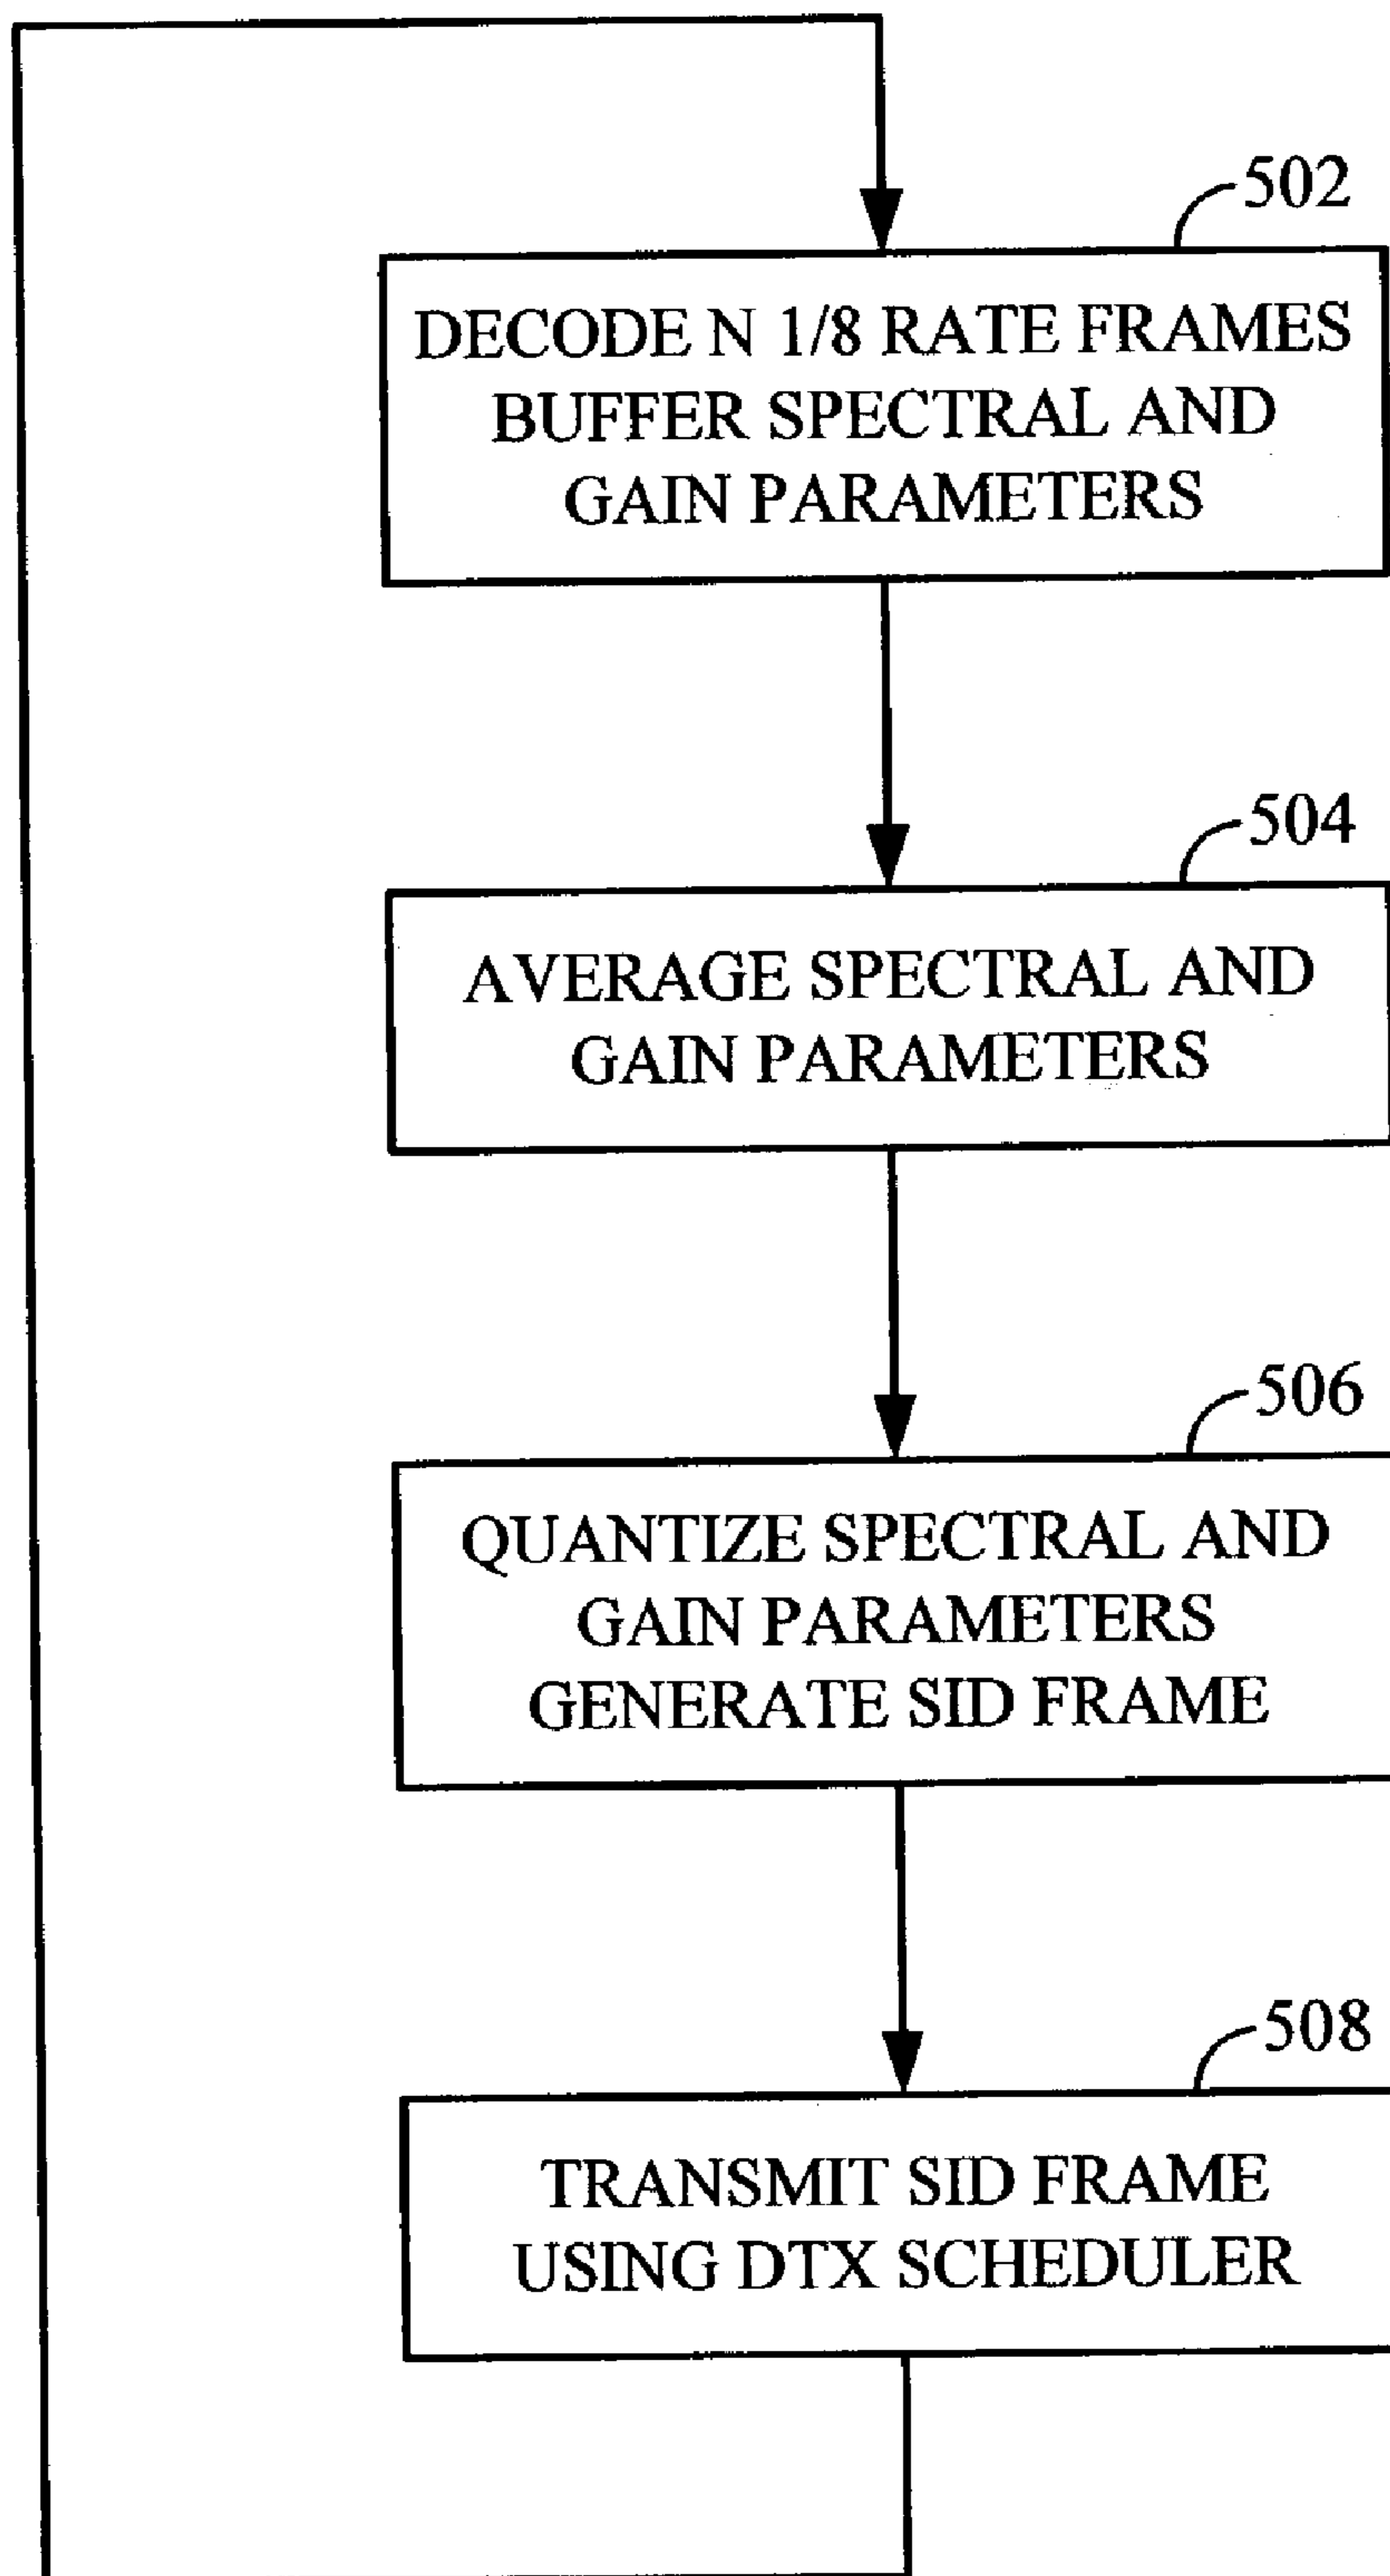 502
DECODE N 1/8 RATE FRAMES
BUFFER SPECTRAL AND
GAIN PARAMETERS
504
AVERAGE SPECTRAL AND
GAIN PARAMETERS
506
QUANTIZE SPECTRAL AND
GAIN PARAMETERS
GENERATE SID FRAME
508
TRANSMIT SID FRAME
USING DTX SCHEDULER